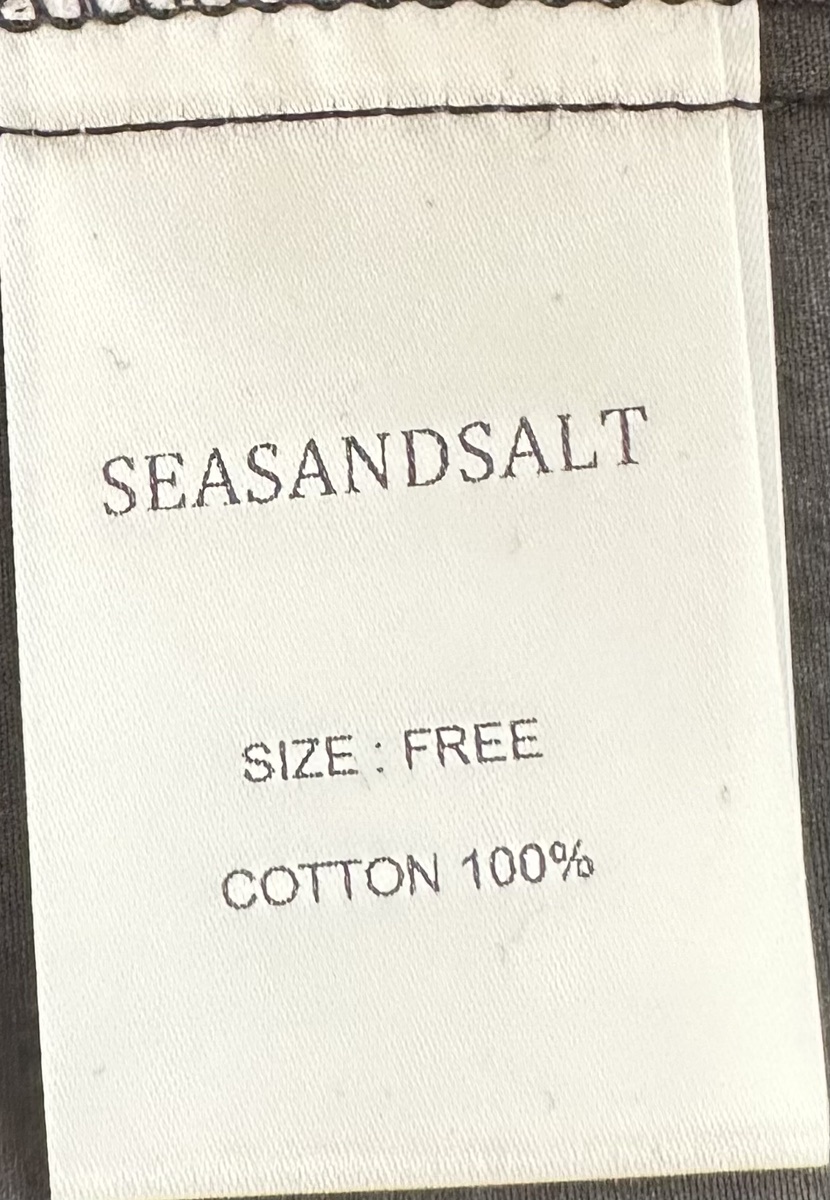 SEASANDSALT
SIZE : FREE
COTTON 100%